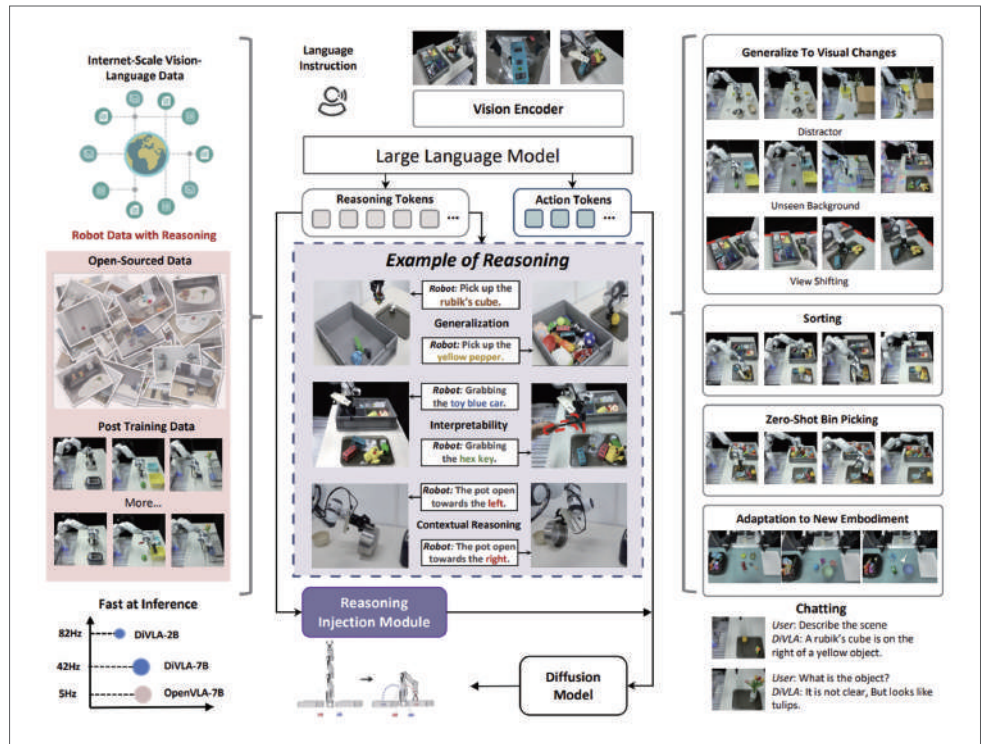 Internet-Scale Vision-
Language Data
Robot Data with Reasoning
Open-Sourced Data
Post Training Data
More...
Fast at Inference
82Hz
DiVLA-2B
42Hz
DiVLA-7B
5Hz
OpenVLA-7B
Language
Instruction
Vision Encoder
Large Language Model
Reasoning Tokens
...
Action Tokens
...
Example of Reasoning
Robot: Pick up the
rubik's cube.
Generalization
Robot: Pick up the
yellow pepper.
Robot: Grabbing
the toy blue car.
Interpretability
Robot: Grabbing
the hex key.
Robot: The pot open
towards the left.
Contextual Reasoning
Robot: The pot open
towards the right.
Reasoning
Injection Module
Diffusion
Model
Generalize To Visual Changes
Distractor
Unseen Background
View Shifting
Sorting
Zero-Shot Bin Picking
Adaptation to New Embodiment
Chatting
User: Describe the scene
DiVLA: A rubik's cube is on the
right of a yellow object.
User: What is the object?
DiVLA: It is not clear, But looks like
tulips.